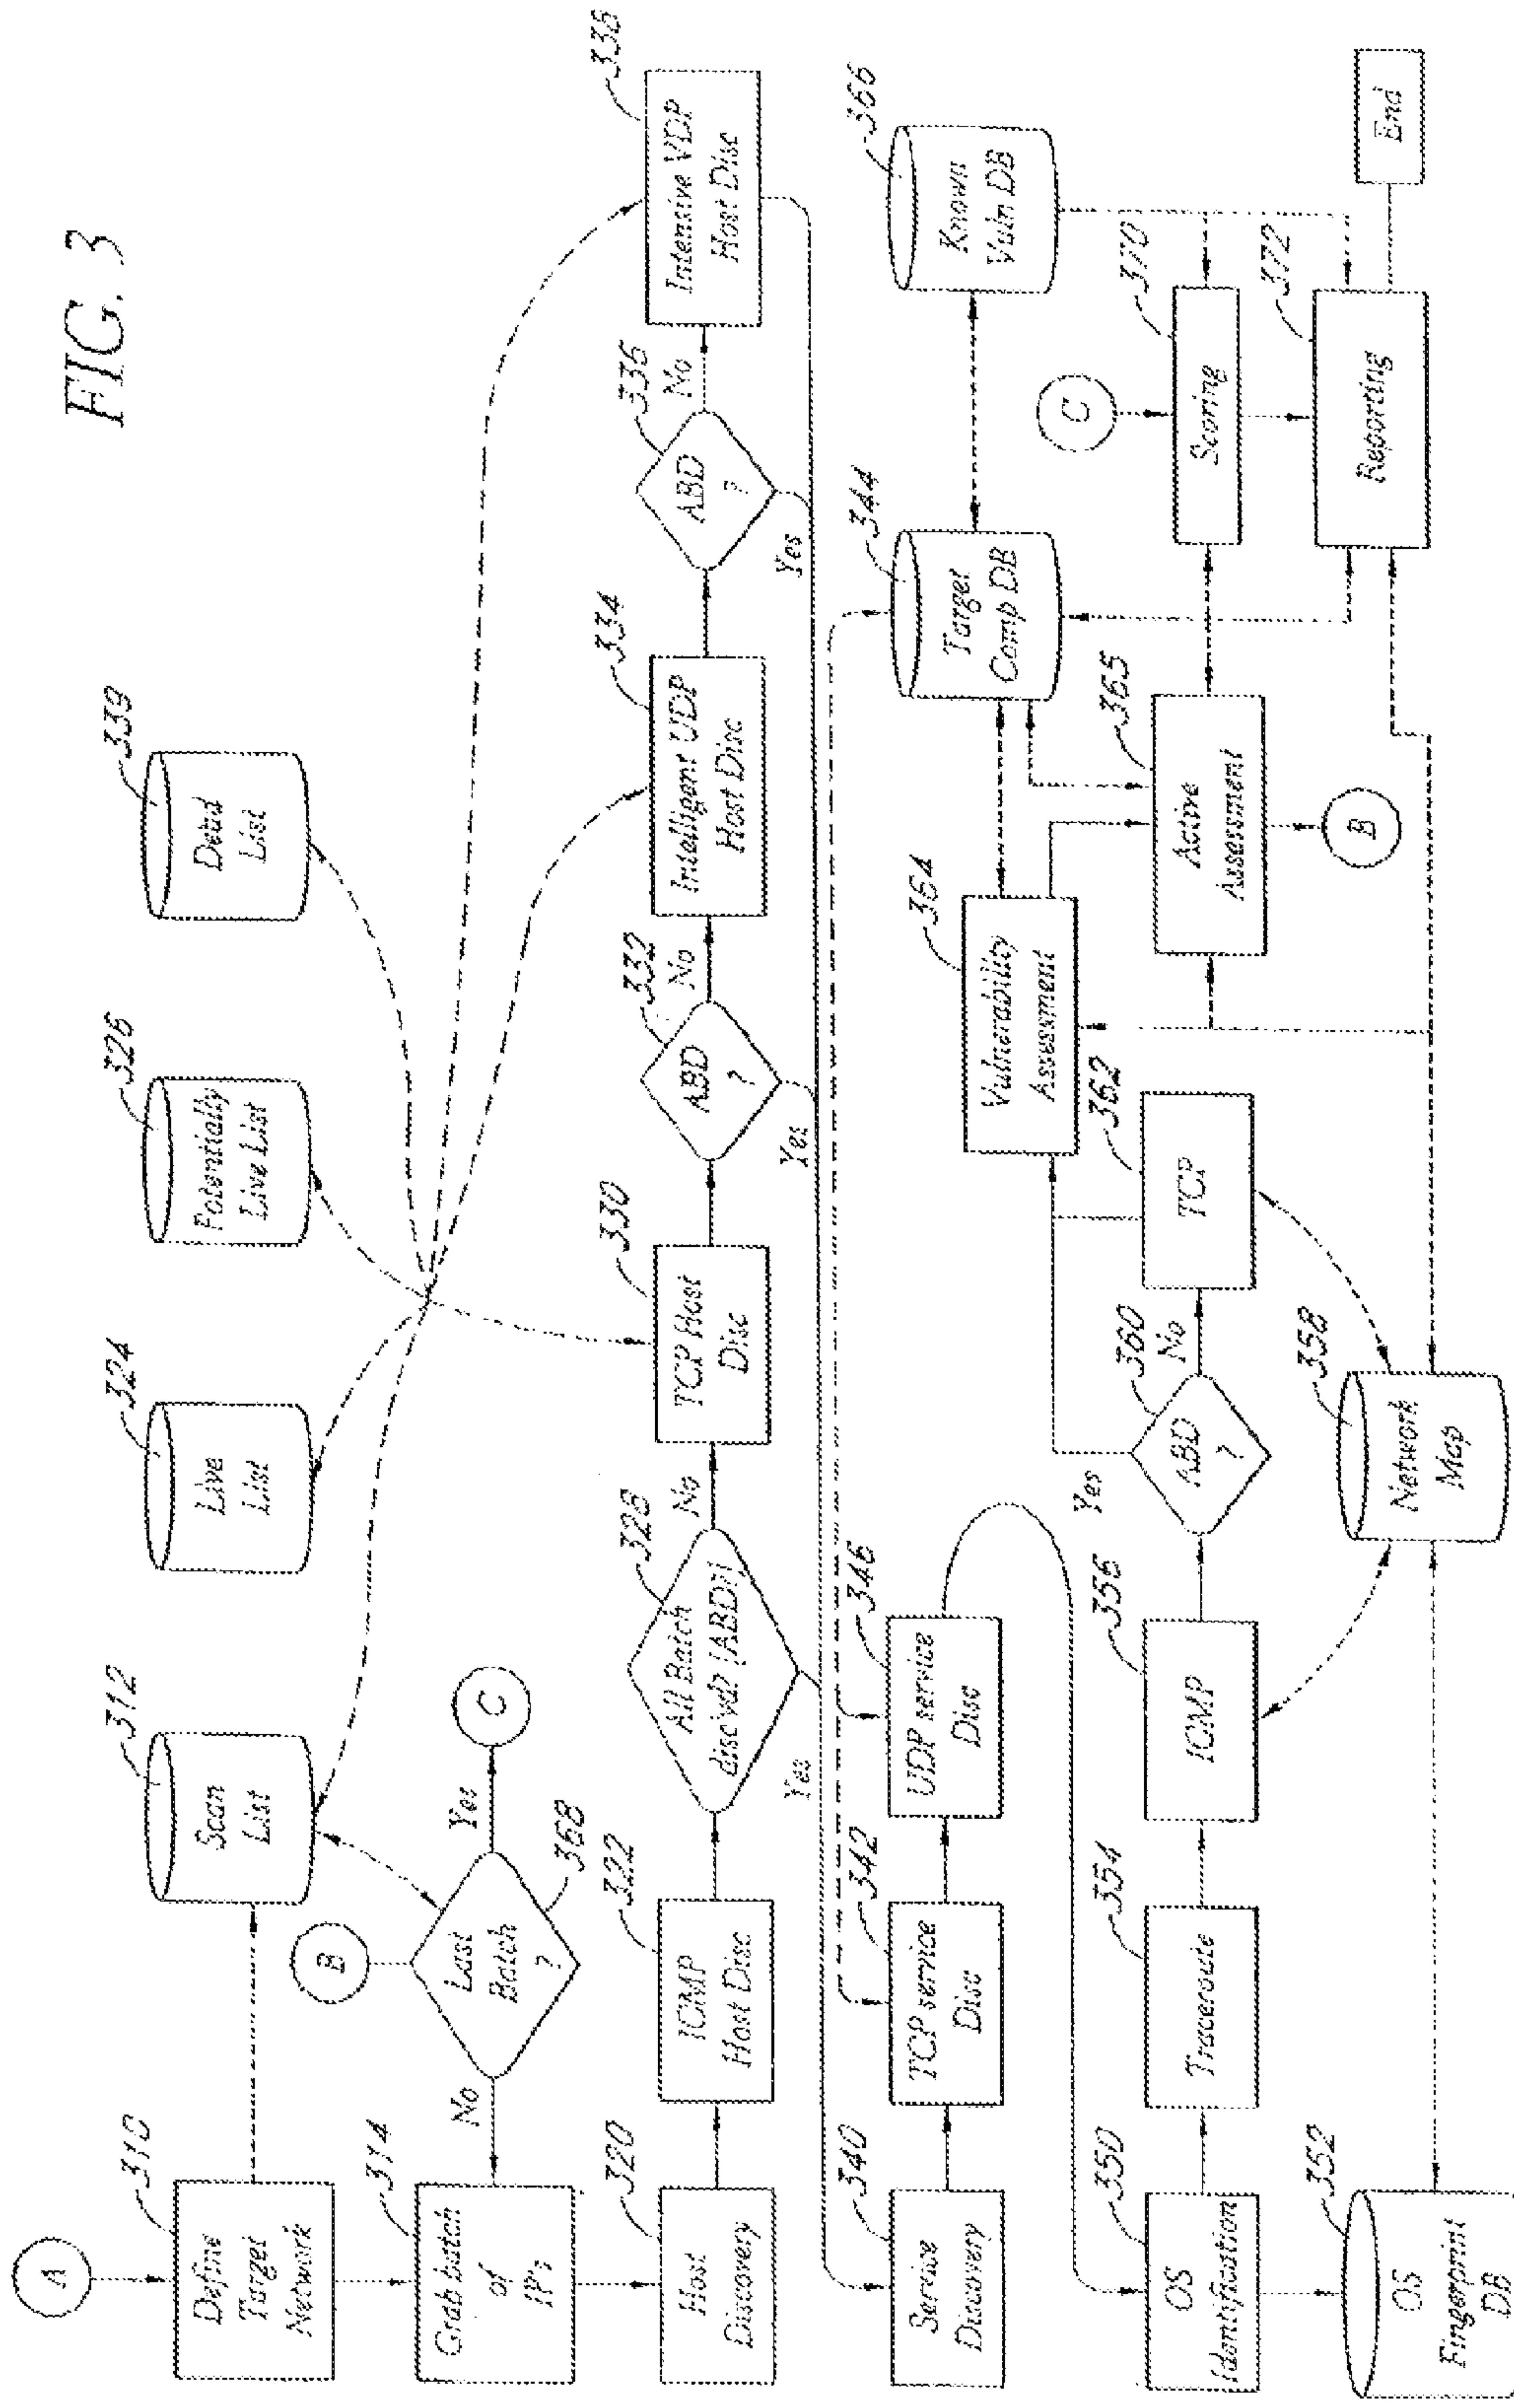 FIG. 3
A
310
Define
Target
Network
312
Scan
List
324
Live
List
326
Potentially
Live List
339
Dead
List
314
Grab batch
of
IP's
No
B
Last
Batch
?
368
Yes
C
320
Host
Discovery
322
ICMP
Host Disc
328
All Batch
disc'vd? [ABD?]
No
Yes
330
TCP Host
Disc
332
ABD
?
No
Yes
334
Intelligent UDP
Host Disc
336
ABD
?
No
Yes
338
Intensive VDP
Host Disc
340
Service
Discovery
342
TCP service
Disc
346
UDP service
Disc
344
Target
Comp DB
366
Known
Vuln DB
350
OS
Identification
354
Traceroute
356
ICMP
360
ABD
?
Yes
No
362
TCP
364
Vulnerability
Assessment
365
Active
Assessment
B
C
370
Scoring
372
Reporting
End
352
OS
Fingerprint
DB
358
Network
Map